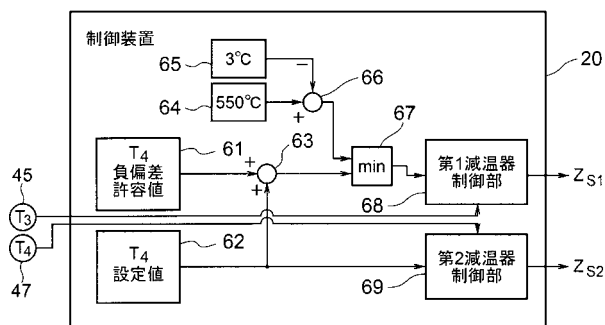 制御装置
20
65
3℃
−
66
64
550℃
+
67
min
T4
負偏差
許容値
61
+
63
+
第1減温器
制御部
68
ZS1
45
T3
T4
47
T4
設定値
62
第2減温器
制御部
69
ZS2